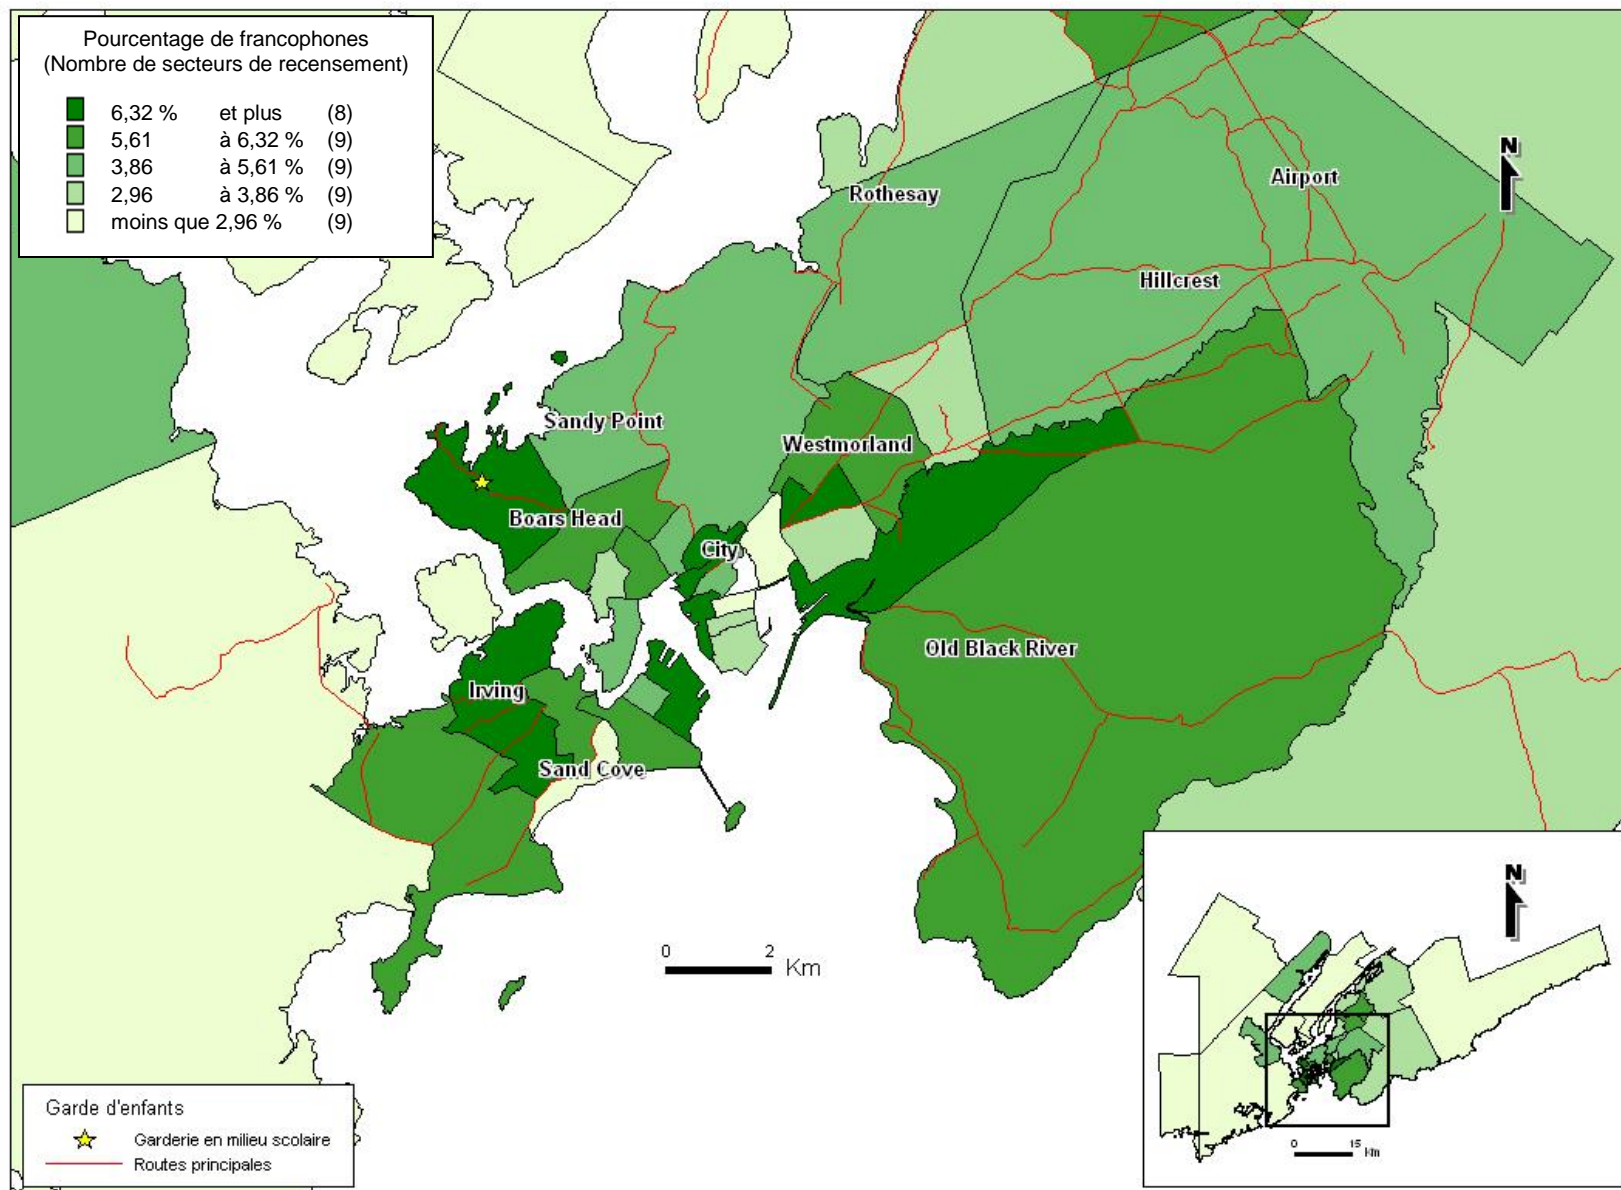 Pourcentage de francophones
(Nombre de secteurs de recensement)
6,32 % et plus (8)
5,61 à 6,32 % (9)
3,86 à 5,61 % (9)
2,96 à 3,86 % (9)
moins que 2,96 % (9)
N
Airport
Rothesay
Hillcrest
Sandy Point
Westmorland
Boars Head
City
Old Black River
Irving
Sand Cove
0 2 Km
N
0 15 Km
Garde d'enfants
Garderie en milieu scolaire
Routes principales